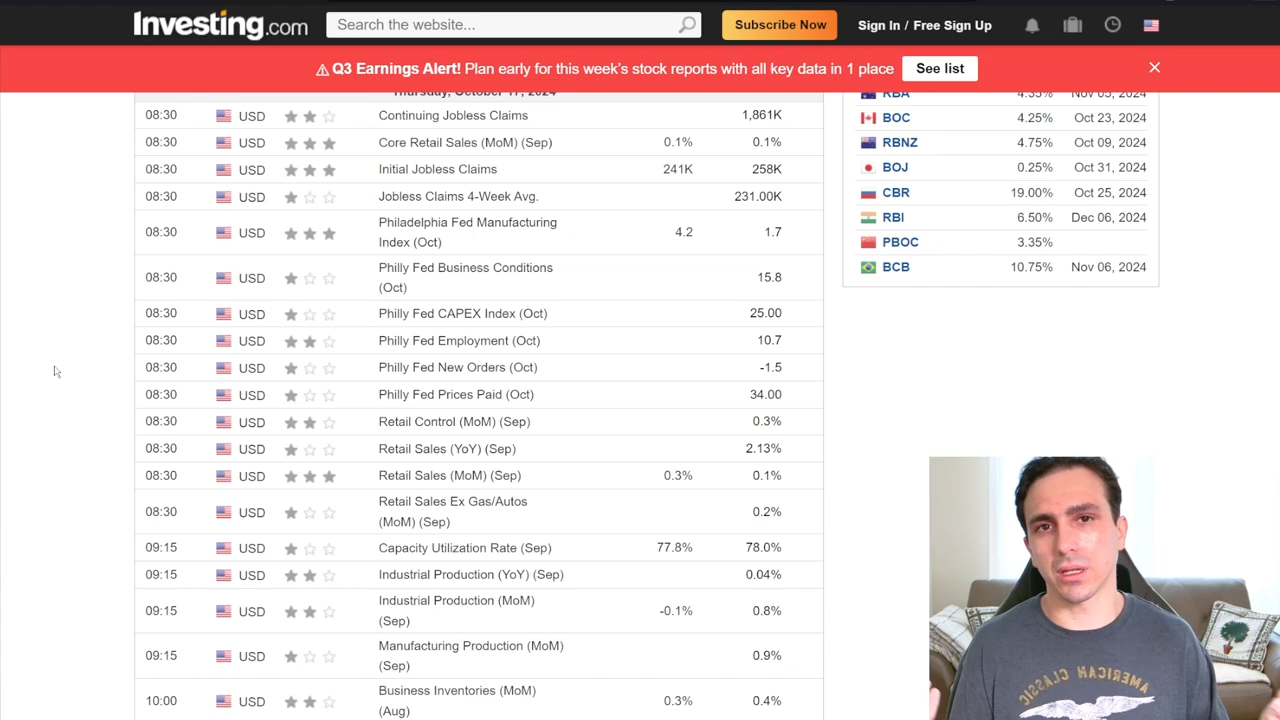 Investing.com
Search the website...
Subscribe Now
Sign In / Free Sign Up
Q3 Earnings Alert! Plan early for this week's stock reports with all key data in 1 place
See list
Thursday, October 17, 2024
08:30 USD Continuing Jobless Claims 1,861K
08:30 USD Core Retail Sales (MoM) (Sep) 0.1% 0.1%
08:30 USD Initial Jobless Claims 241K 258K
08:30 USD Jobless Claims 4-Week Avg. 231.00K
08:30 USD Philadelphia Fed Manufacturing
Index (Oct) 4.2 1.7
08:30 USD Philly Fed Business Conditions
(Oct) 15.8
08:30 USD Philly Fed CAPEX Index (Oct) 25.00
08:30 USD Philly Fed Employment (Oct) 10.7
08:30 USD Philly Fed New Orders (Oct) -1.5
08:30 USD Philly Fed Prices Paid (Oct) 34.00
08:30 USD Retail Control (MoM) (Sep) 0.3%
08:30 USD Retail Sales (YoY) (Sep) 2.13%
08:30 USD Retail Sales (MoM) (Sep) 0.3% 0.1%
08:30 USD Retail Sales Ex Gas/Autos
(MoM) (Sep) 0.2%
09:15 USD Capacity Utilization Rate (Sep) 77.8% 78.0%
09:15 USD Industrial Production (YoY) (Sep) 0.04%
09:15 USD Industrial Production (MoM)
(Sep) -0.1% 0.8%
09:15 USD Manufacturing Production (MoM)
(Sep) 0.9%
10:00 USD Business Inventories (MoM)
(Aug) 0.3% 0.4%
RBA 4.35% Nov 05, 2024
BOC 4.25% Oct 23, 2024
RBNZ 4.75% Oct 09, 2024
BOJ 0.25% Oct 31, 2024
CBR 19.00% Oct 25, 2024
RBI 6.50% Dec 06, 2024
PBOC 3.35%
BCB 10.75% Nov 06, 2024
AMERICAN CLASSIC